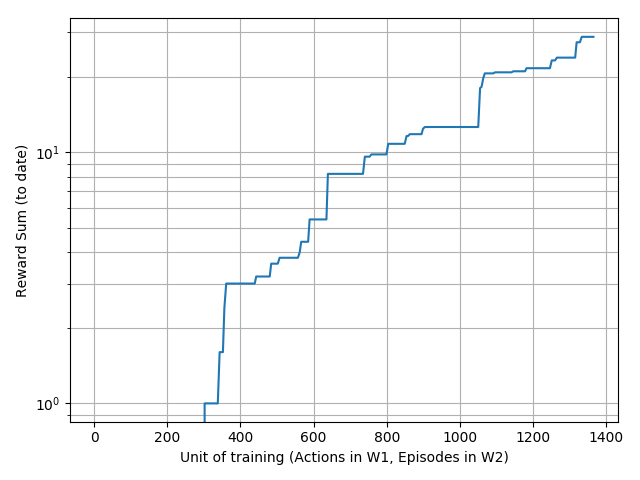 Reward Sum (to date)
10¹
10⁰
0 200 400 600 800 1000 1200 1400
Unit of training (Actions in W1, Episodes in W2)